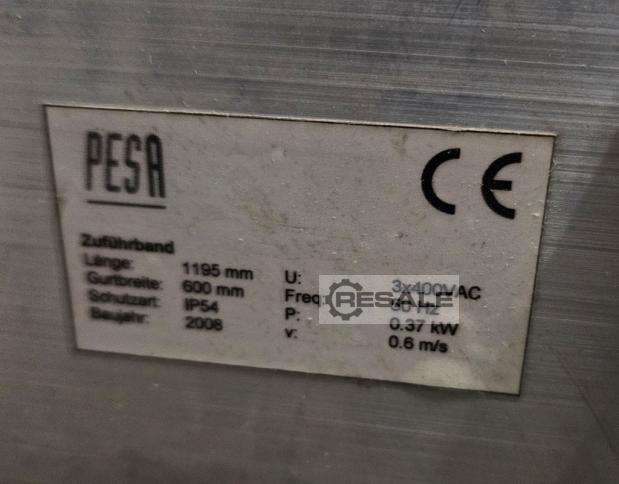 PESA
CE
Zuführband
Länge: 1195 mm
Gurtbreite: 600 mm
Schutzart: IP54
Baujahr: 2008
U: 3x400VAC
Freq: Hz
P: 0.37 kW
v: 0.6 m/s
RESALE